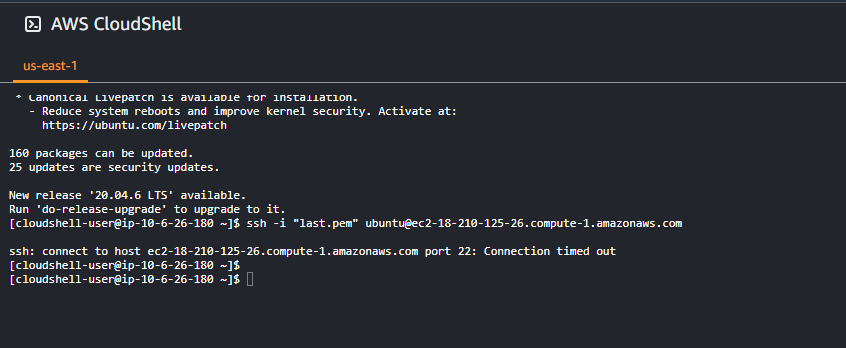 AWS CloudShell
us-east-1
* Canonical Livepatch is available for installation.
- Reduce system reboots and improve kernel security. Activate at:
https://ubuntu.com/livepatch
160 packages can be updated.
25 updates are security updates.
New release '20.04.6 LTS' available.
Run 'do-release-upgrade' to upgrade to it.
[cloudshell-user@ip-10-6-26-180 ~]$ ssh -i "last.pem" ubuntu@ec2-18-210-125-26.compute-1.amazonaws.com
ssh: connect to host ec2-18-210-125-26.compute-1.amazonaws.com port 22: Connection timed out
[cloudshell-user@ip-10-6-26-180 ~]$
[cloudshell-user@ip-10-6-26-180 ~]$